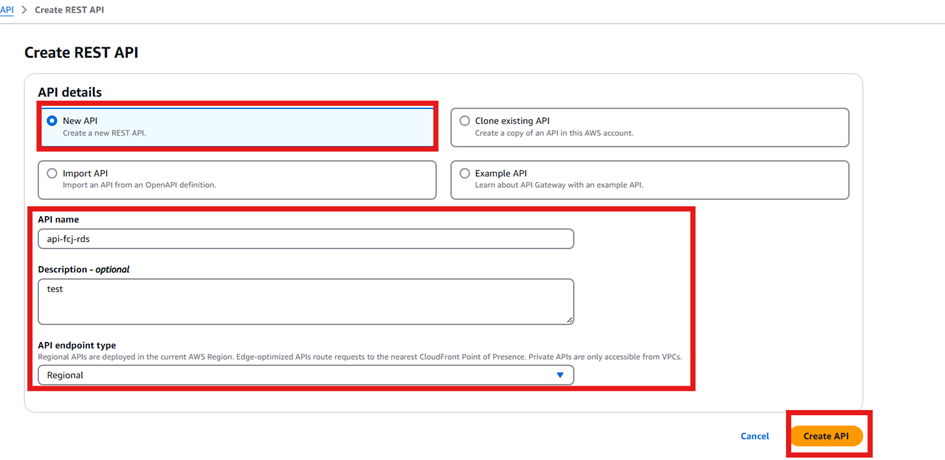 API > Create REST API
Create REST API
API details
New API
Create a new REST API.
Clone existing API
Create a copy of an API in this AWS account.
Import API
Import an API from an OpenAPI definition.
Example API
Learn about API Gateway with an example API.
API name
api-fcj-rds
Description - optional
test
API endpoint type
Regional APIs are deployed in the current AWS Region. Edge-optimized APIs route requests to the nearest CloudFront Point of Presence. Private APIs are only accessible from VPCs.
Regional
Cancel
Create API